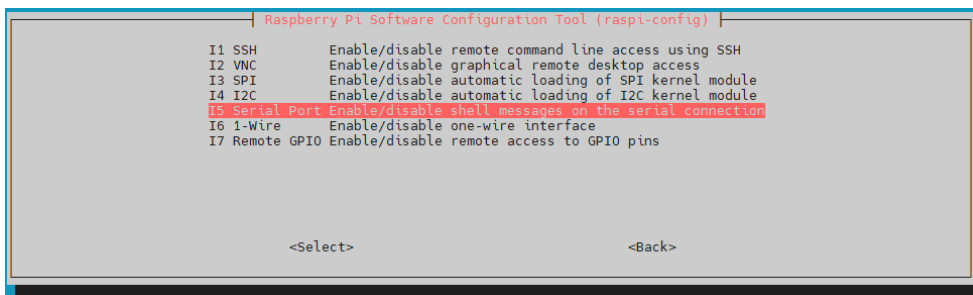 Raspberry Pi Software Configuration Tool (raspi-config)
I1 SSH Enable/disable remote command line access using SSH
I2 VNC Enable/disable graphical remote desktop access
I3 SPI Enable/disable automatic loading of SPI kernel module
I4 I2C Enable/disable automatic loading of I2C kernel module
I5 Serial Port Enable/disable shell messages on the serial connection
I6 1-Wire Enable/disable one-wire interface
I7 Remote GPIO Enable/disable remote access to GPIO pins
<Select> <Back>